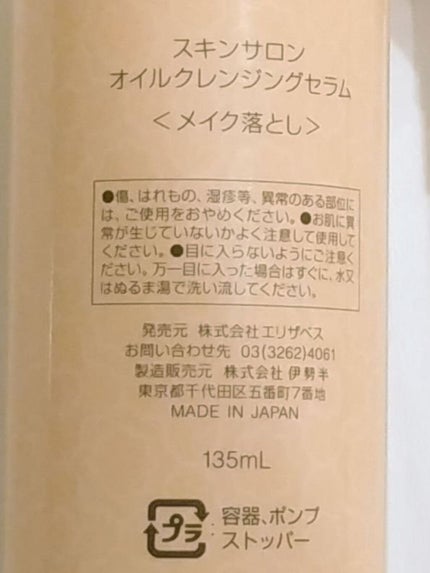 スキンサロン
オイルクレンジングセラム
＜メイク落とし＞
●傷、はれもの、湿疹等、異常のある部位に
は、ご使用をおやめください。●お肌に異
常が生じていないかよく注意して使用して
ください。●目に入らないようにご注意く
ださい。万一目に入った場合はすぐに、水又
はぬるま湯で洗い流してください。
発売元 株式会社エリザベス
お問い合わせ先 03(3262)4061
製造販売元 株式会社 伊勢半
東京都千代田区五番町7番地
MADE IN JAPAN
135mL
プラ : 容器、ポンプ
ストッパー